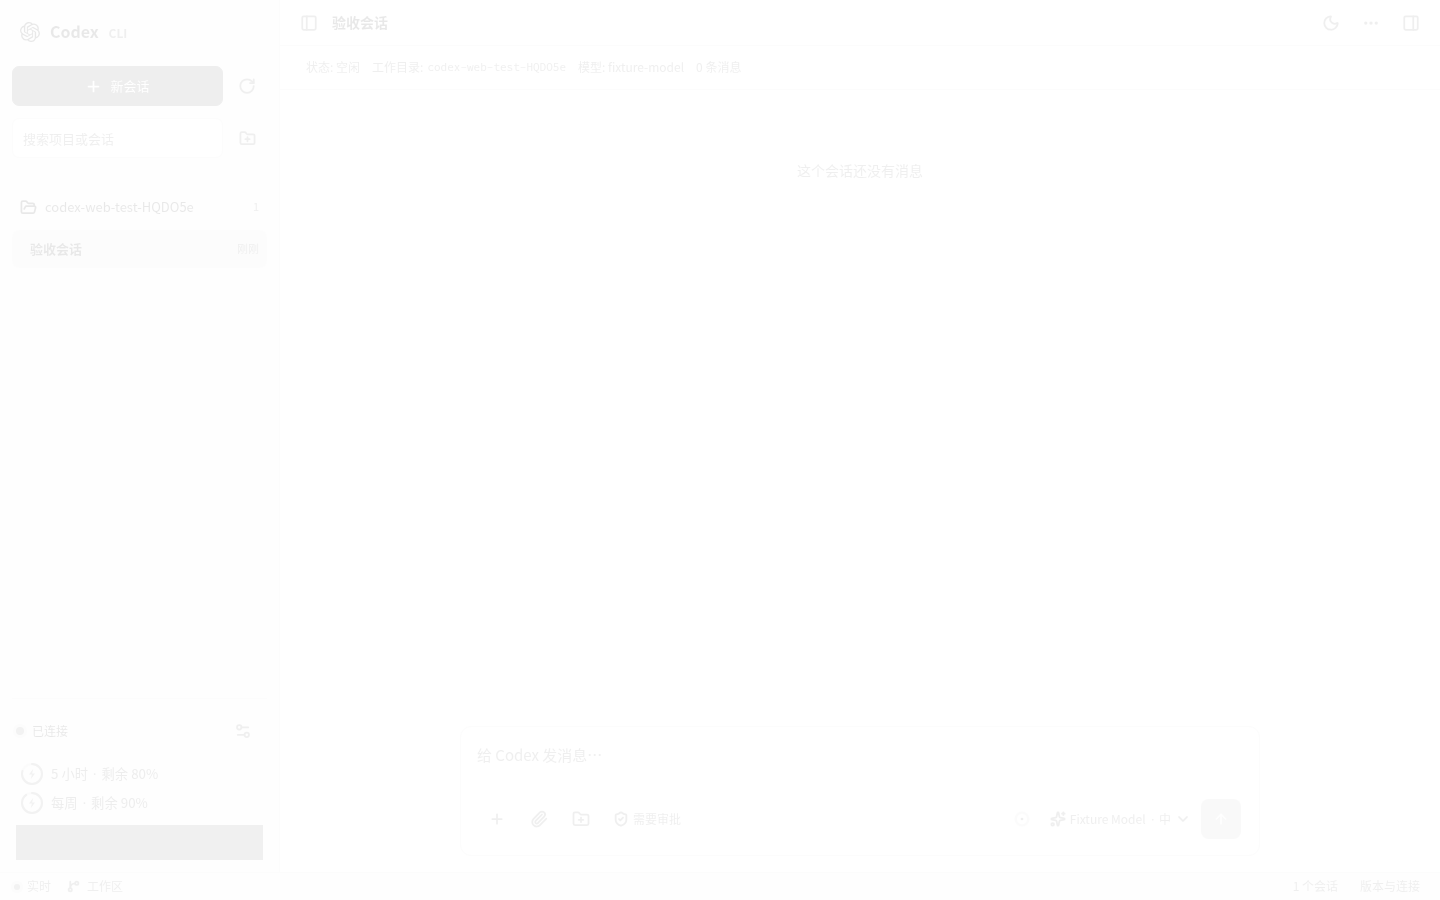 Codex CLI
新会话
搜索项目或会话
codex-web-test-HQDO5e 1
验收会话 刚刚
已连接
5 小时 · 剩余 80%
每周 · 剩余 90%
实时 工作区
验收会话
状态: 空闲 工作目录: codex-web-test-HQDO5e 模型: fixture-model 0 条消息
这个会话还没有消息
给 Codex 发消息…
需要审批
Fixture Model · 中
1 个会话 版本与连接